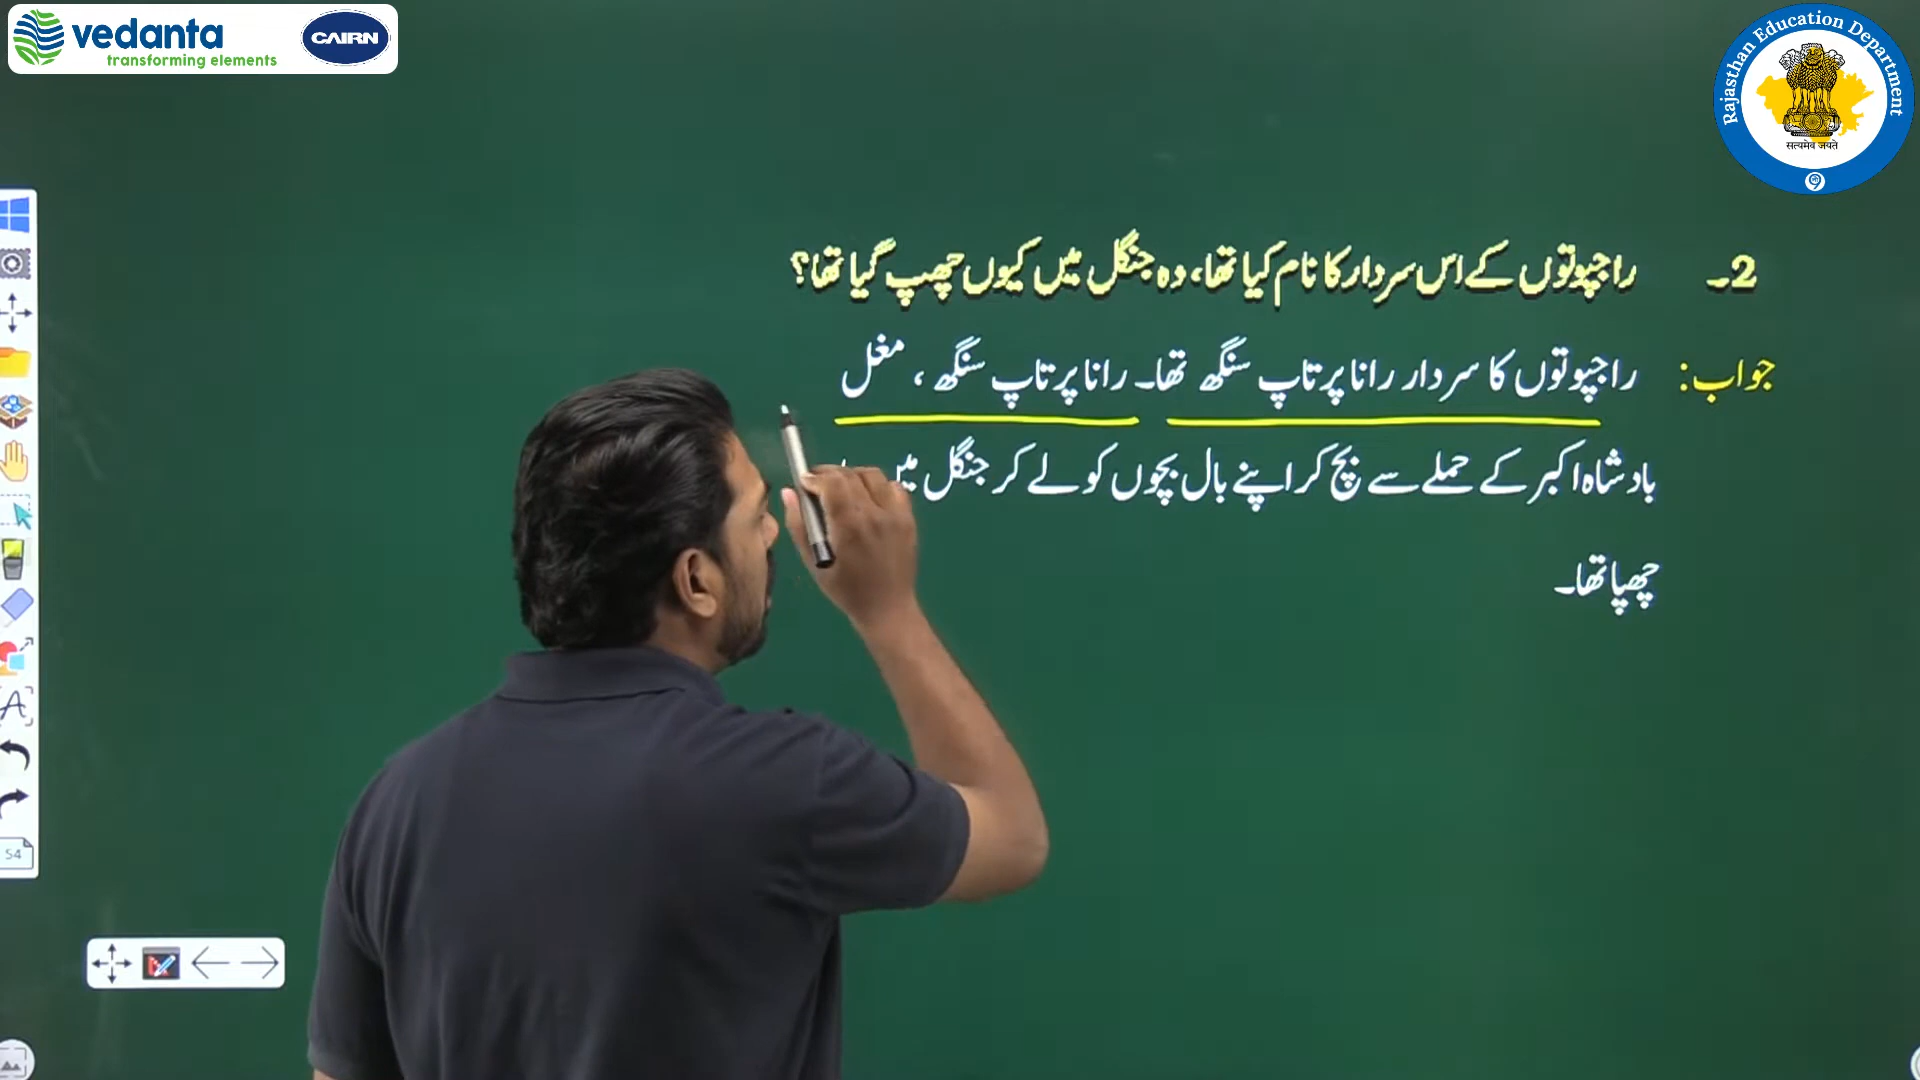 vedanta
transforming elements
CAIRN
Rajasthan Education Department
सत्यमेव जयते
2۔ راجپوتوں کے اس سردار کا نام کیا تھا، وہ جنگل میں کیوں چھپ گیا تھا؟
جواب: راجپوتوں کا سردار رانا پرتاپ سنگھ تھا۔ رانا پرتاپ سنگھ ، مغل
بادشاہ اکبر کے حملے سے بچ کر اپنے بال بچوں کو لے کر جنگل میں
چھپا تھا۔
A
54